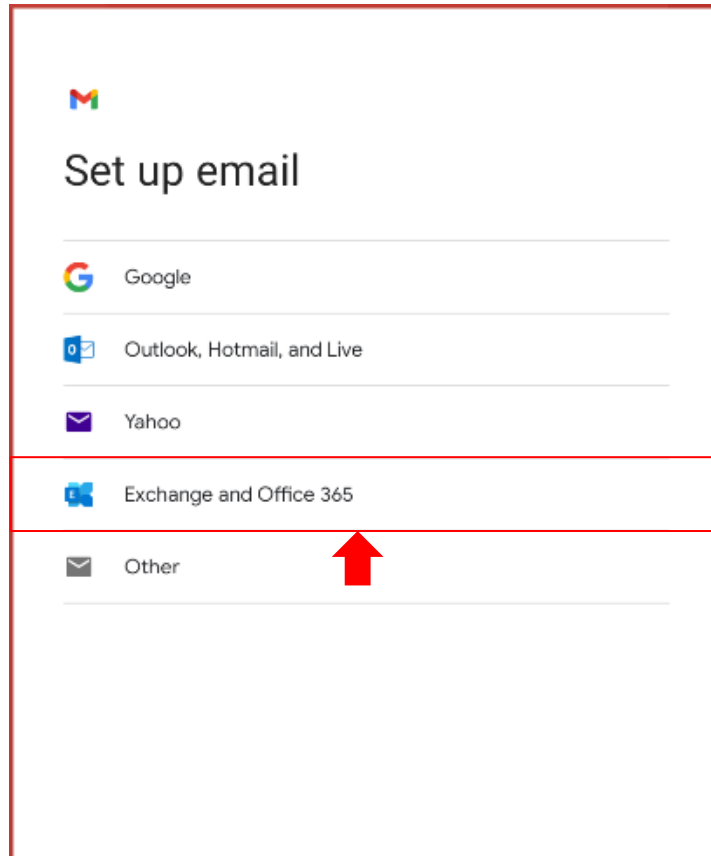 Set up email
Google
Outlook, Hotmail, and Live
Yahoo
Exchange and Office 365
Other